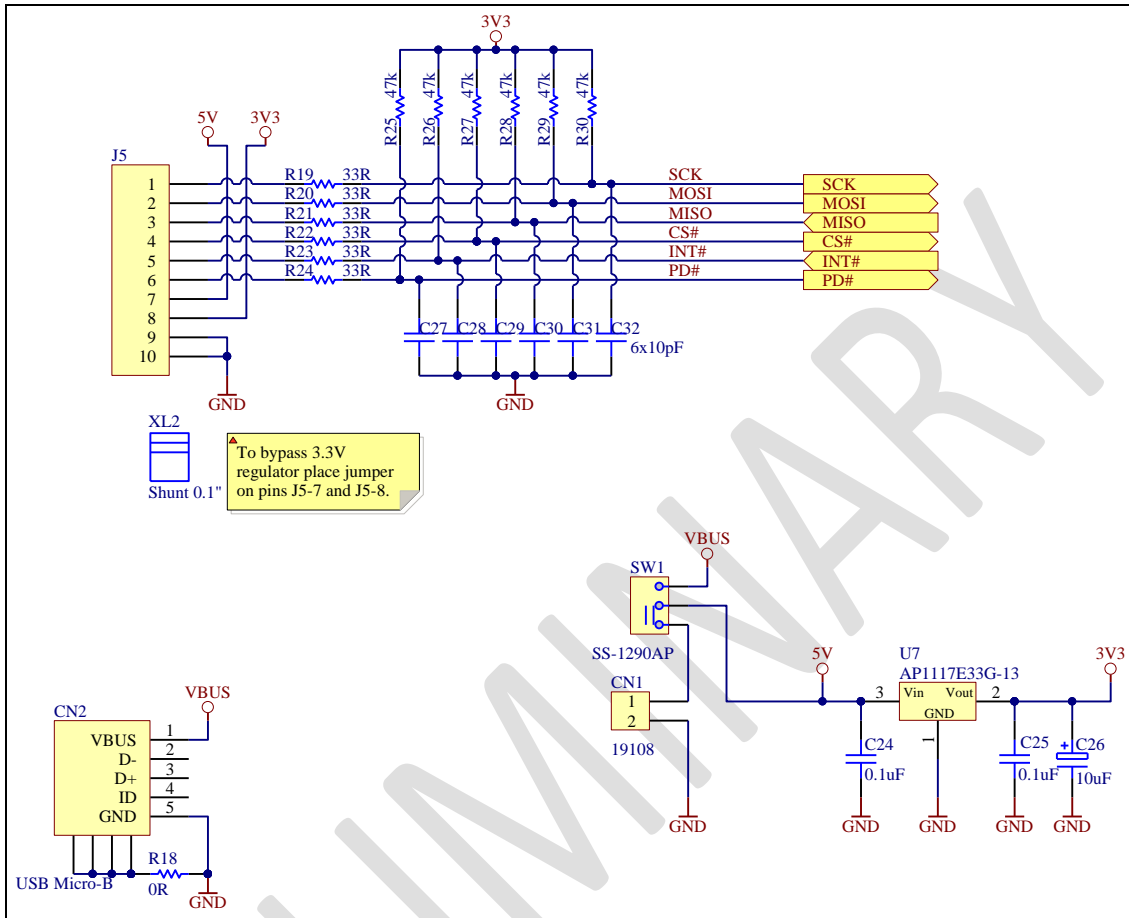 3V3
47k 47k 47k 47k 47k 47k
R25 R26 R27 R28 R29 R30
5V 3V3
J5
1 R19 33R SCK SCK
2 R20 33R MOSI MOSI
3 R21 33R MISO MISO
4 R22 33R CS# CS#
5 R23 33R INT# INT#
6 R24 33R PD# PD#
7
8
9
10
C27 C28 C29 C30 C31 C32
6x10pF
GND GND
XL2
Shunt 0.1"
To bypass 3.3V
regulator place jumper
on pins J5-7 and J5-8.
VBUS
SW1
SS-1290AP
CN1
1
2
19108
GND
5V
U7
AP1117E33G-13
3V3
3 Vin Vout 2
GND
1
C24
0.1uF
C25
0.1uF
+
C26
10uF
GND GND GND GND
VBUS
CN2
VBUS 1
D- 2
D+ 3
ID 4
GND 5
R18
0R
USB Micro-B
GND
MINARY